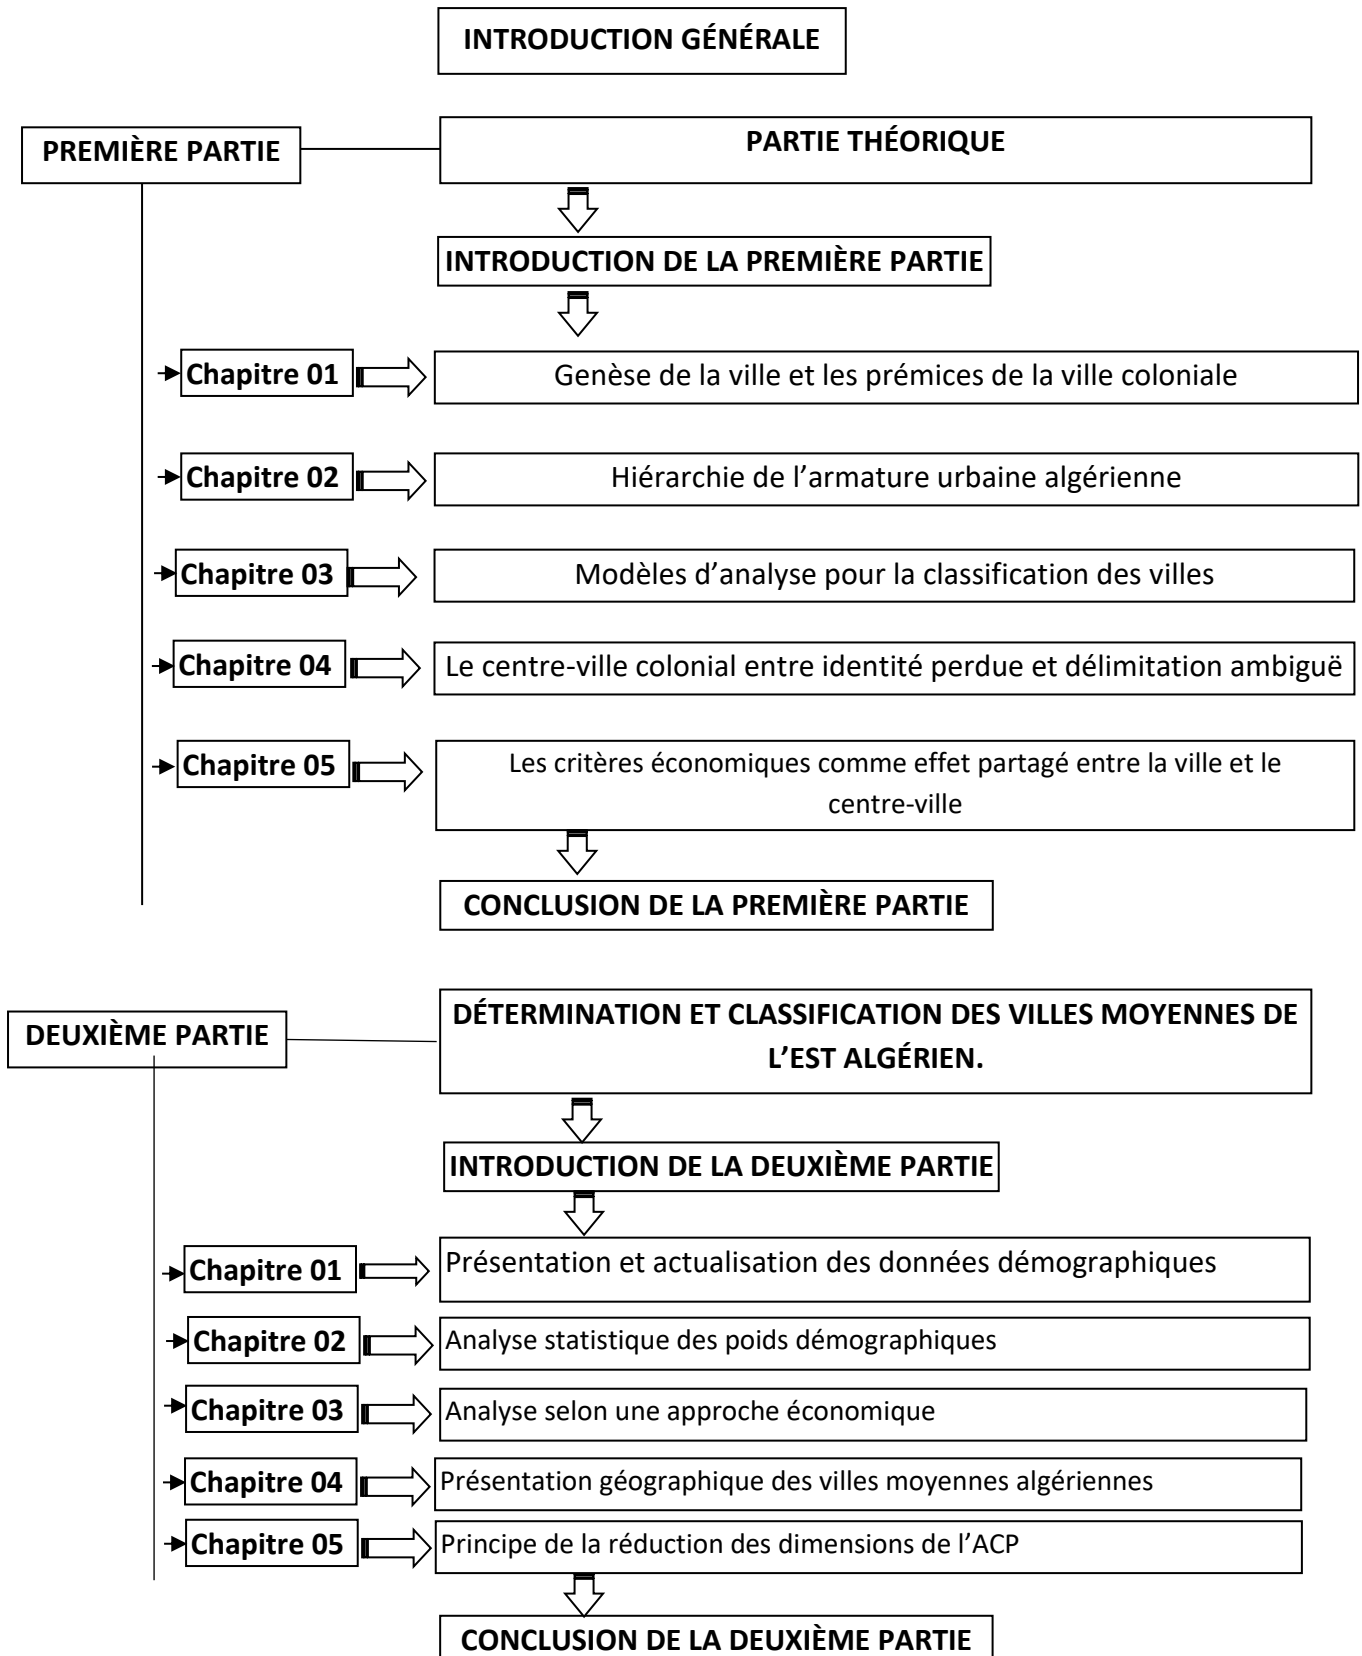 INTRODUCTION GÉNÉRALE
PREMIÈRE PARTIE
PARTIE THÉORIQUE
INTRODUCTION DE LA PREMIÈRE PARTIE
Chapitre 01
Genèse de la ville et les prémices de la ville coloniale
Chapitre 02
Hiérarchie de l’armature urbaine algérienne
Chapitre 03
Modèles d’analyse pour la classification des villes
Chapitre 04
Le centre-ville colonial entre identité perdue et délimitation ambiguë
Chapitre 05
Les critères économiques comme effet partagé entre la ville et le
centre-ville
CONCLUSION DE LA PREMIÈRE PARTIE
DEUXIÈME PARTIE
DÉTERMINATION ET CLASSIFICATION DES VILLES MOYENNES DE
L’EST ALGÉRIEN.
INTRODUCTION DE LA DEUXIÈME PARTIE
Chapitre 01
Présentation et actualisation des données démographiques
Chapitre 02
Analyse statistique des poids démographiques
Chapitre 03
Analyse selon une approche économique
Chapitre 04
Présentation géographique des villes moyennes algériennes
Chapitre 05
Principe de la réduction des dimensions de l’ACP
CONCLUSION DE LA DEUXIÈME PARTIE